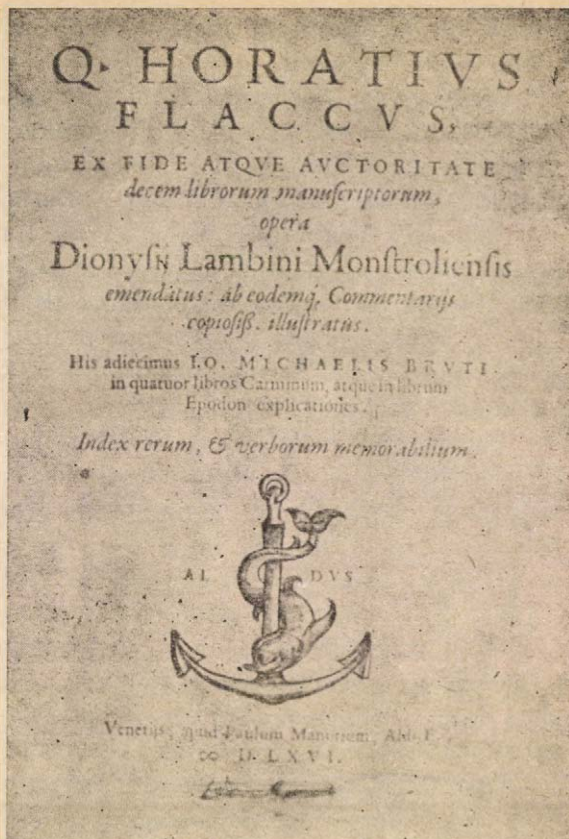 Q. HORATIVS
FLACCVS,
EX FIDE ATQVE AVCTORITATE
decem librorum manuſcriptorum,
opera
Dionyſij Lambini Monſtrolienſis
emendatus: ab eodemq́. Commentarijs
copioſiß. illuſtratus.
His adiecimus IO. MICHAELIS BRVTI
in quatuor libros Carminum, atque in librum
Epodon explicationes.
Index rerum, & verborum memorabilium.
AL DVS
Venetijs, apud Paulum Manutium, Aldi F.
ↀ D. LXVI.